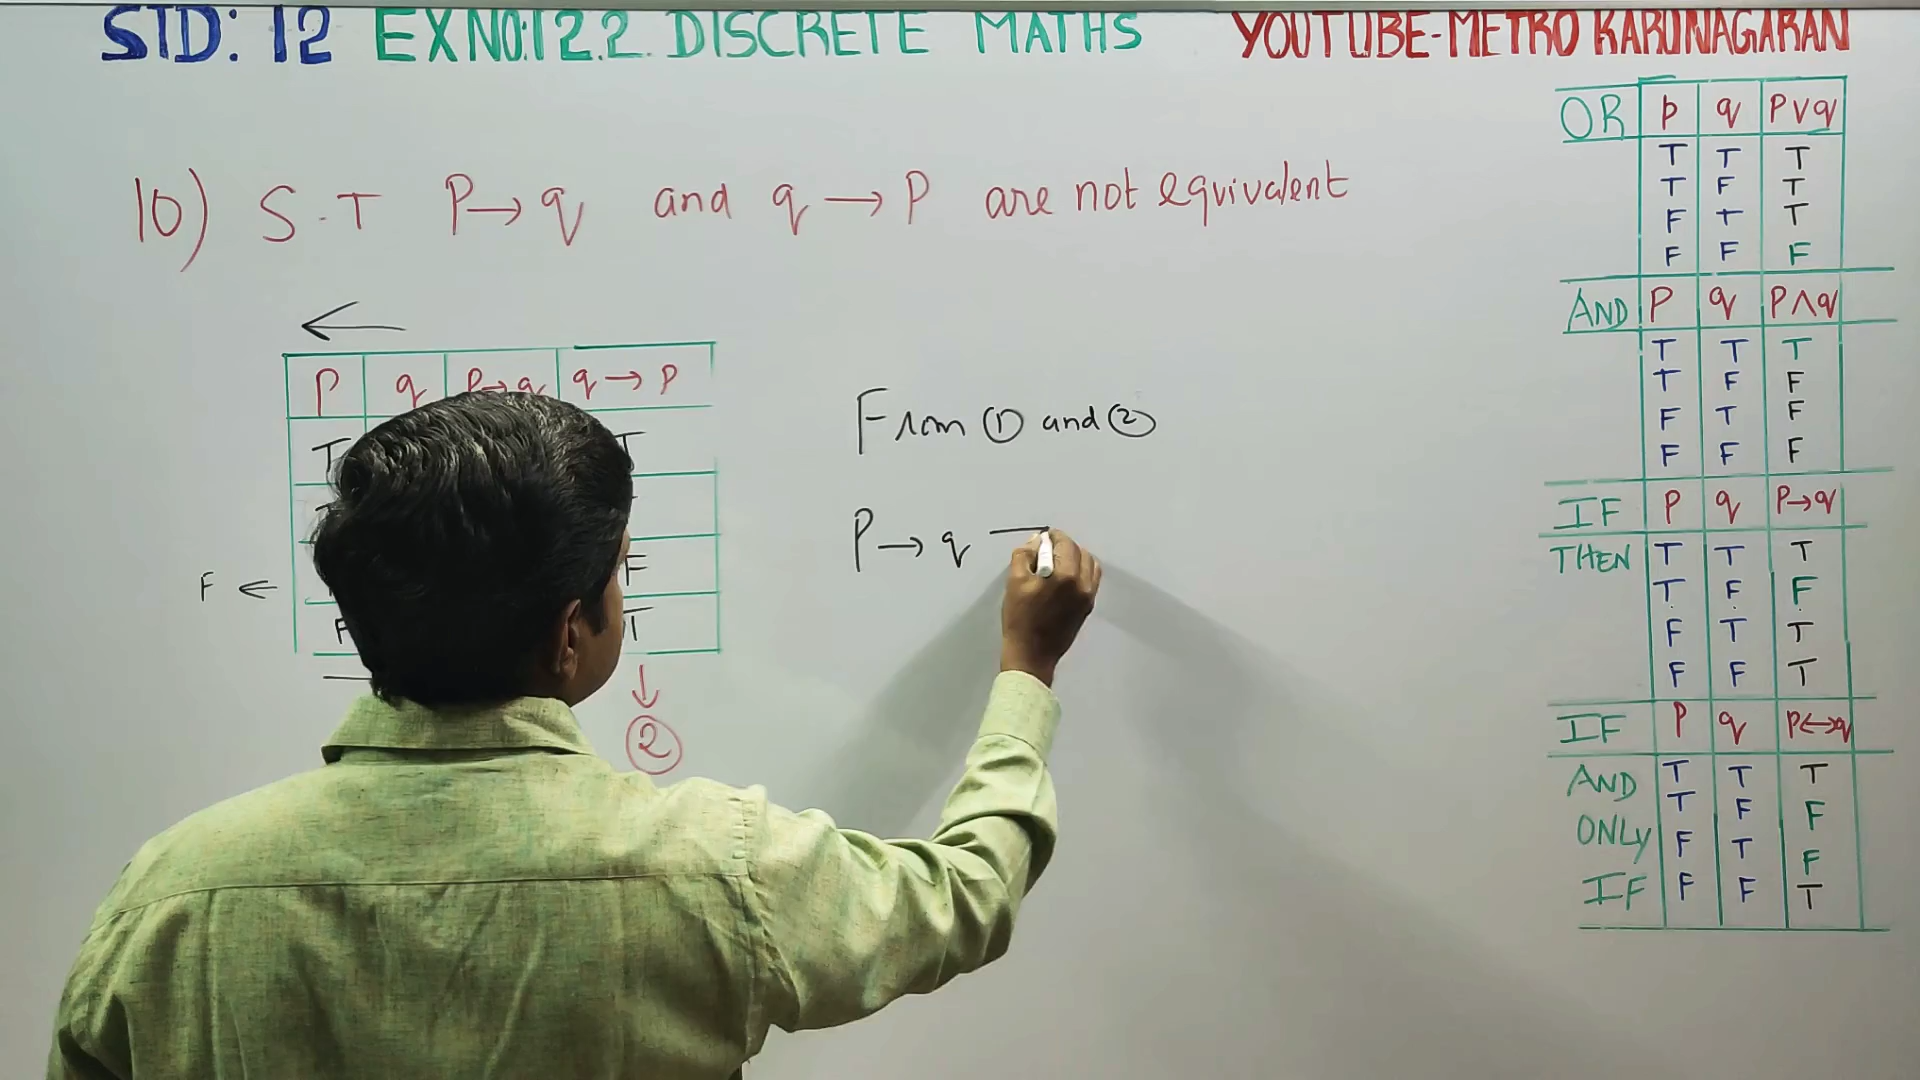 STD: 12 EX NO:12.2. DISCRETE MATHS YOUTUBE-METRO KARUNAGARAN
10) S.T P→q and q→P are not equivalent
←
P q P→q q→P
T T
F
F ← F
F T
↓
②
From ① and ②
P→q
OR p q P∨q
T T T
T F T
F T T
F F F
AND P q P∧q
T T T
T F F
F T F
F F F
IF P q P→q
THEN T T T
T F F
F T T
F F T
IF P q P↔q
AND T T T
T F F
ONLY F T F
IF F F T